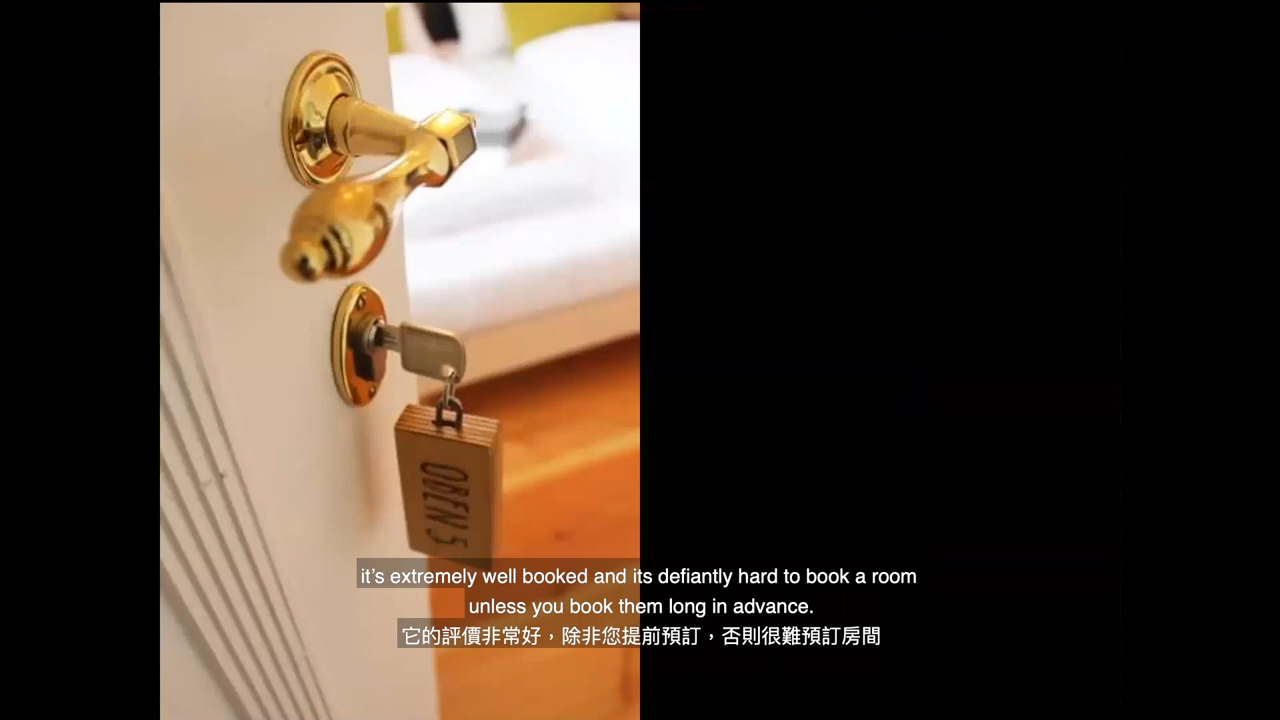 OBEN 5
it's extremely well booked and its defiantly hard to book a room
unless you book them long in advance.
它的評價非常好，除非您提前預訂，否則很難預訂房間